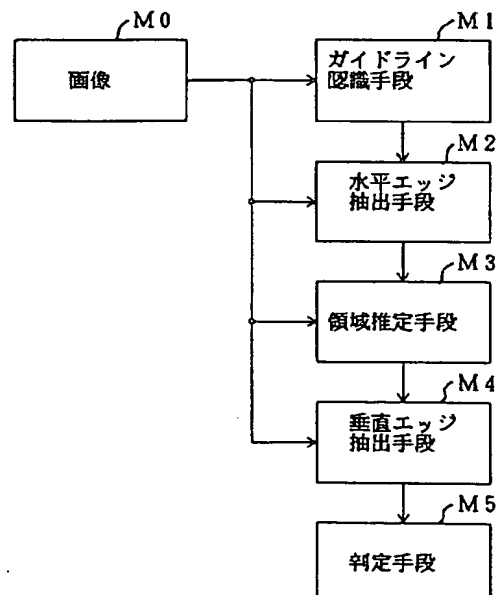 M0
画像
M1
ガイドライン
認識手段
M2
水平エッジ
抽出手段
M3
領域推定手段
M4
垂直エッジ
抽出手段
M5
判定手段